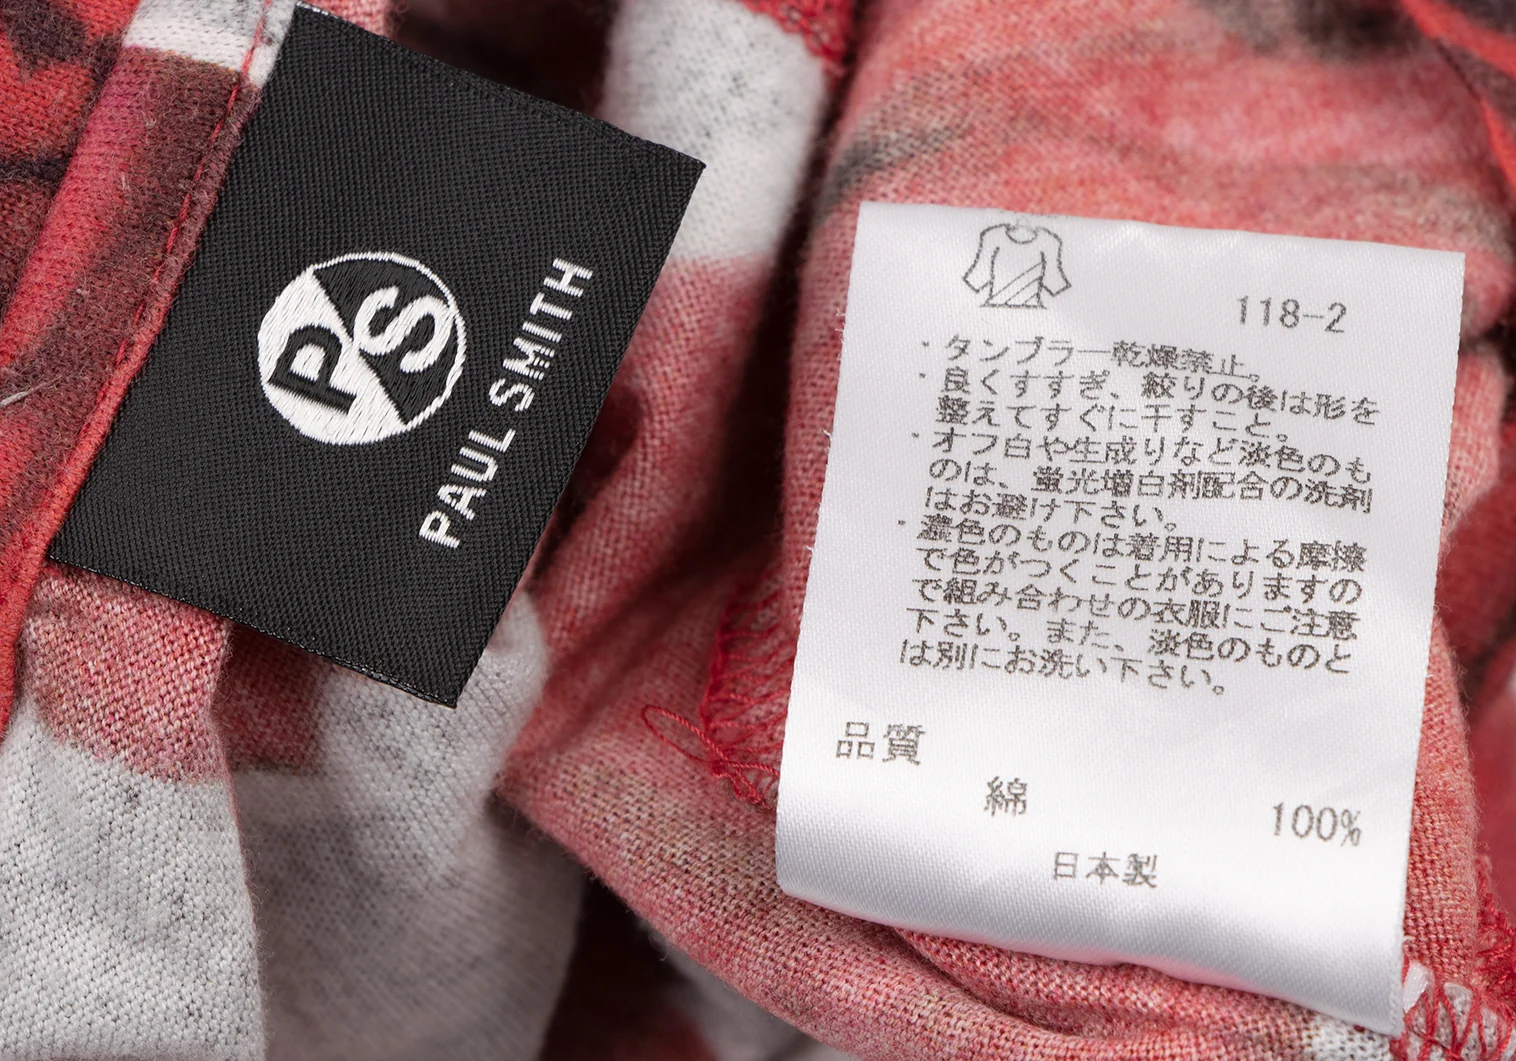 PS
PAUL SMITH
118-2
・タンブラー乾燥禁止。
・良くすすぎ、絞りの後は形を
整えてすぐに干すこと。
・オフ白や生成りなど淡色のも
のは、蛍光増白剤配合の洗剤
はお避け下さい。
・濃色のものは着用による摩擦
で色がつくことがありますの
で組み合わせの衣服にご注意
下さい。また、淡色のものと
は別にお洗い下さい。
品質
綿 100%
日本製